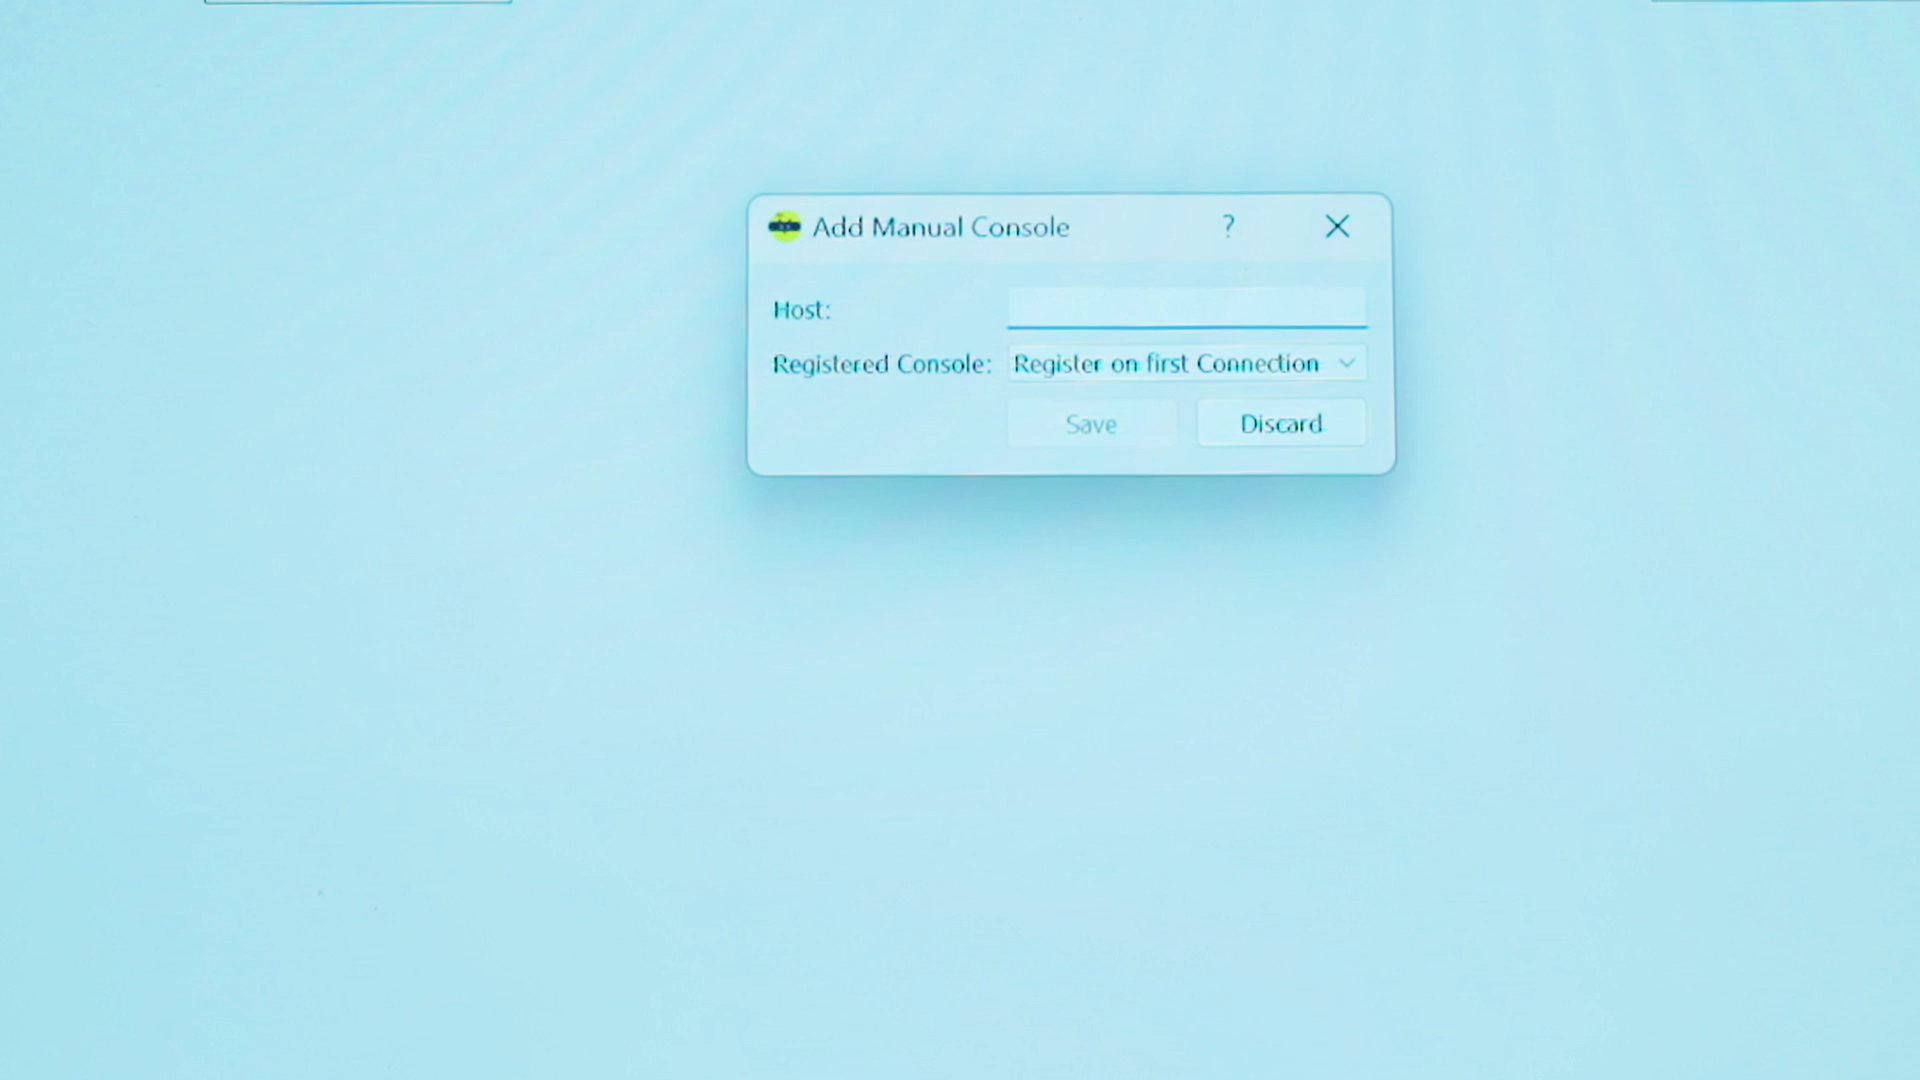 Add Manual Console ?
Host:
Registered Console: Register on first Connection
Save Discard